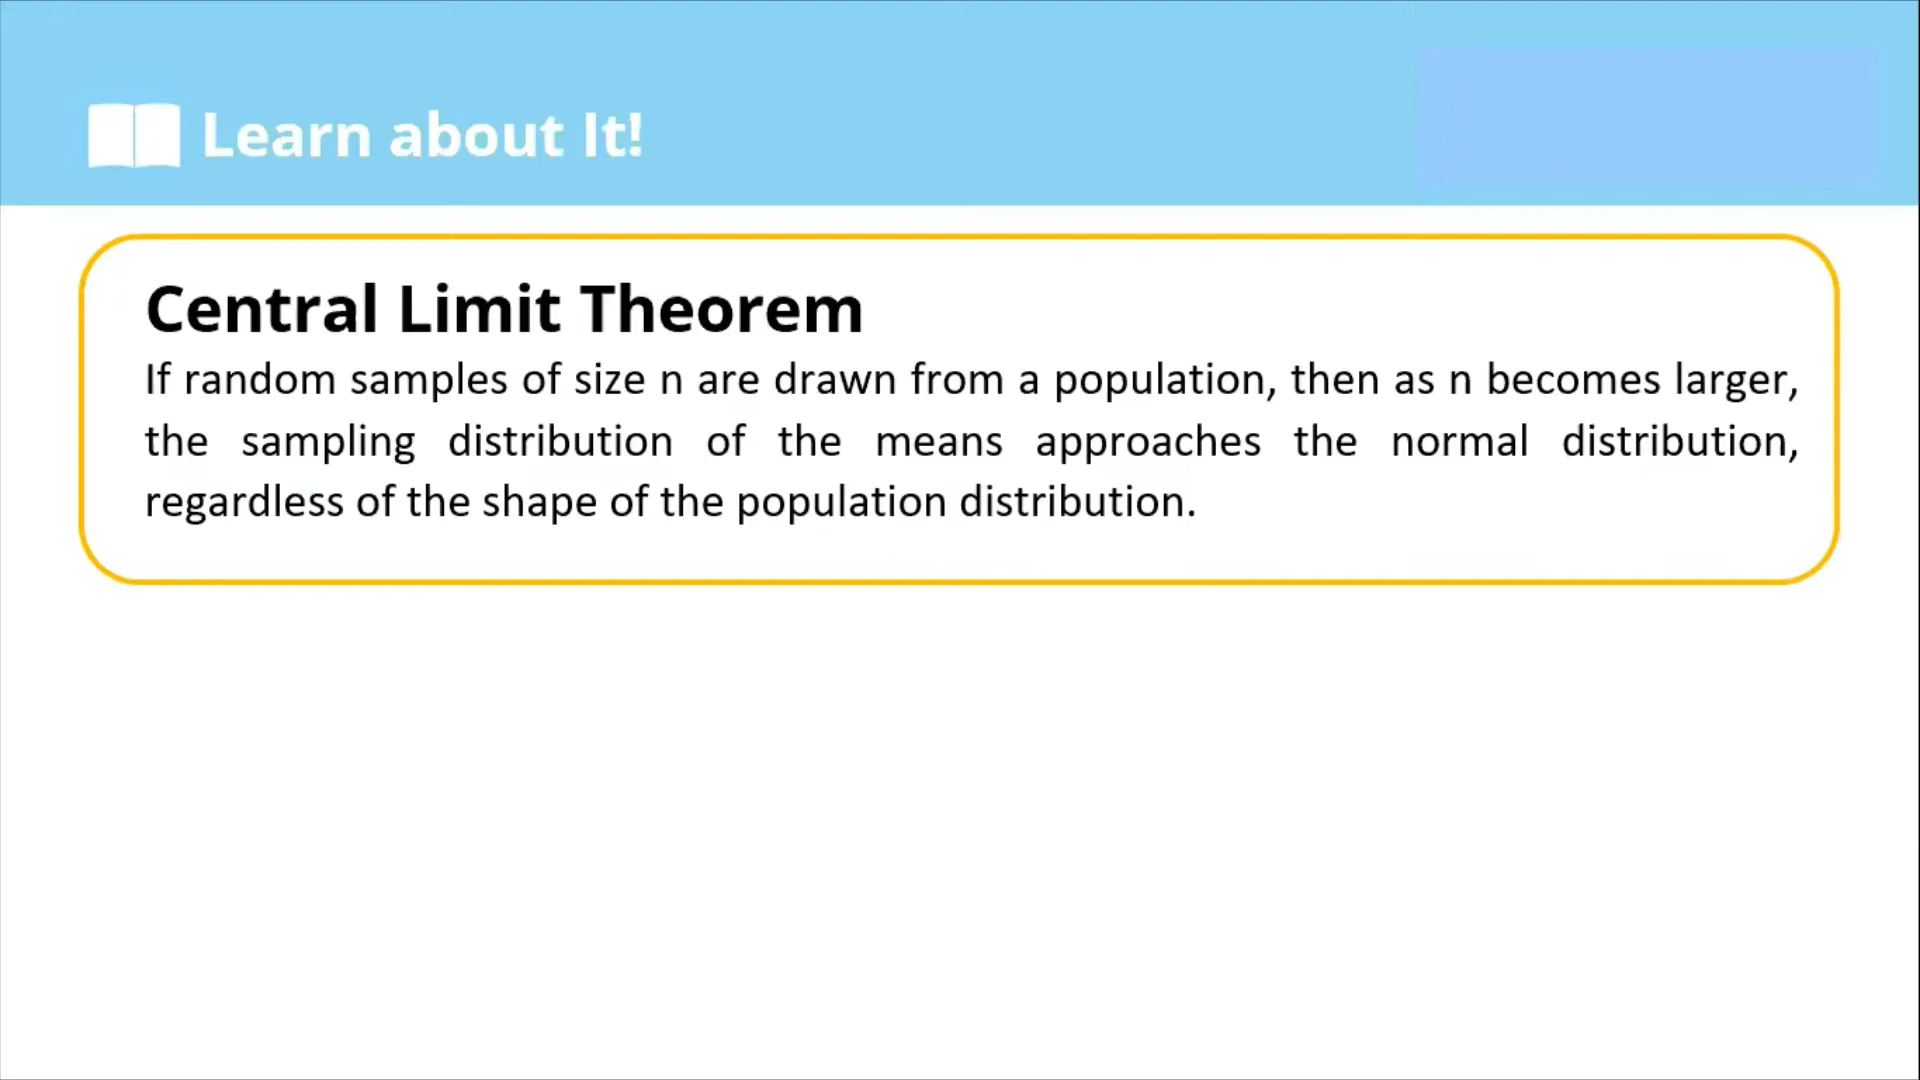 Learn about It!
Central Limit Theorem
If random samples of size n are drawn from a population, then as n becomes larger,
the sampling distribution of the means approaches the normal distribution,
regardless of the shape of the population distribution.